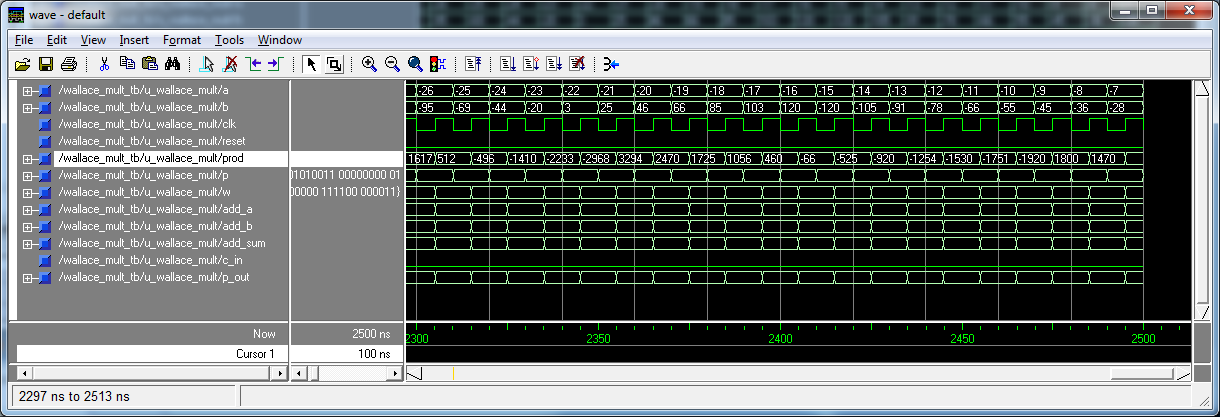 wave - default
File Edit View Insert Format Tools Window
/wallace_mult_tb/u_wallace_mult/a -26 -25 -24 -23 -22 -21 -20 -19 -18 -17 -16 -15 -14 -13 -12 -11 -10 -9 -8 -7
/wallace_mult_tb/u_wallace_mult/b -95 -69 -44 -20 3 25 46 66 85 103 120 -120 -105 -91 -78 -66 -55 -45 -36 -28
/wallace_mult_tb/u_wallace_mult/clk
/wallace_mult_tb/u_wallace_mult/reset
/wallace_mult_tb/u_wallace_mult/prod 1617 512 -496 -1410 -2233 -2968 3294 2470 1725 1056 460 -66 -525 -920 -1254 -1530 -1751 -1920 1800 1470
/wallace_mult_tb/u_wallace_mult/p 01010011 00000000 01
/wallace_mult_tb/u_wallace_mult/w 00000 111100 000011}
/wallace_mult_tb/u_wallace_mult/add_a
/wallace_mult_tb/u_wallace_mult/add_b
/wallace_mult_tb/u_wallace_mult/add_sum
/wallace_mult_tb/u_wallace_mult/c_in
/wallace_mult_tb/u_wallace_mult/p_out
Now 2500 ns 2300 2350 2400 2450 2500
Cursor 1 100 ns
2297 ns to 2513 ns